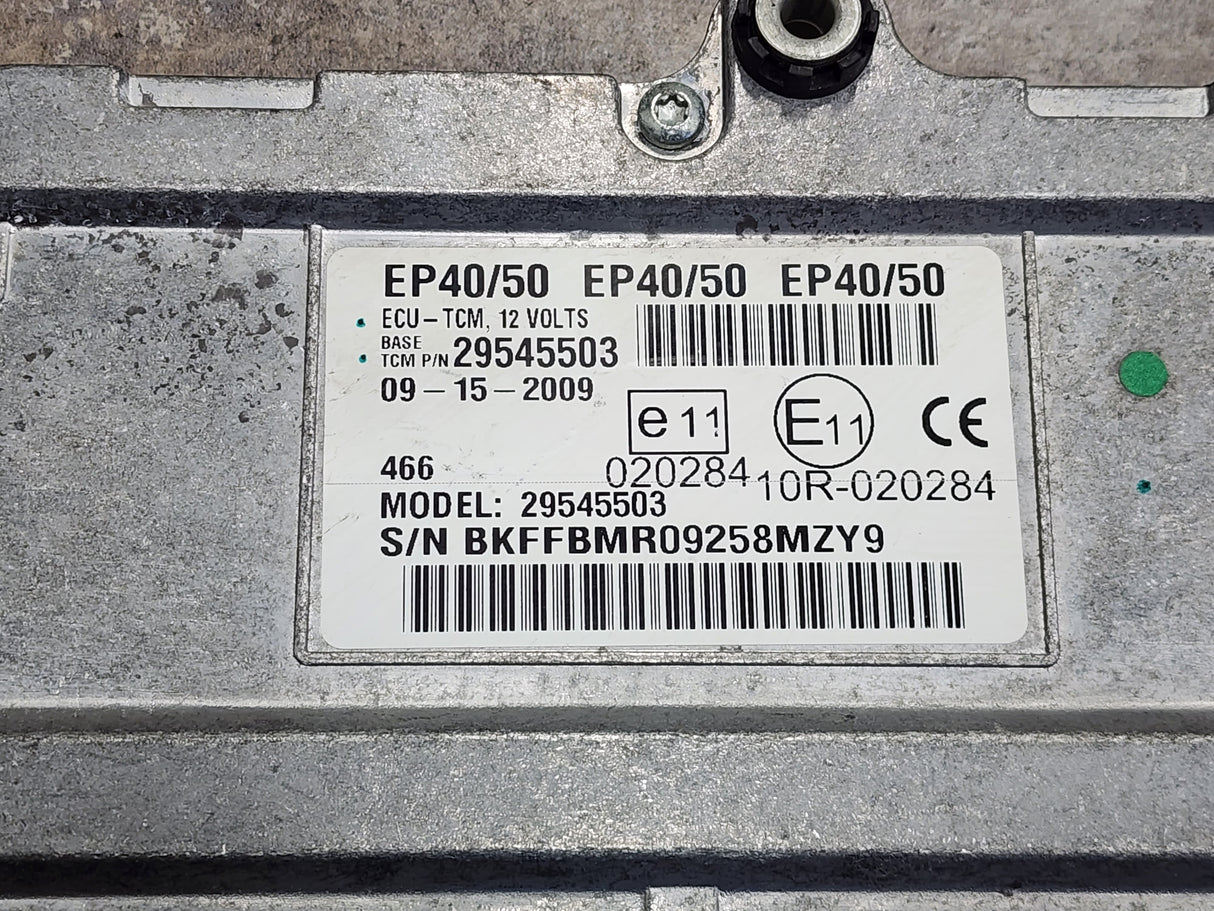 EP40/50 EP40/50 EP40/50
ECU-TCM, 12 VOLTS
BASE
TCM P/N 29545503
09-15-2009
e11
E11
CE
466
020284
10R-020284
MODEL: 29545503
S/N BKFFBMR09258MZY9